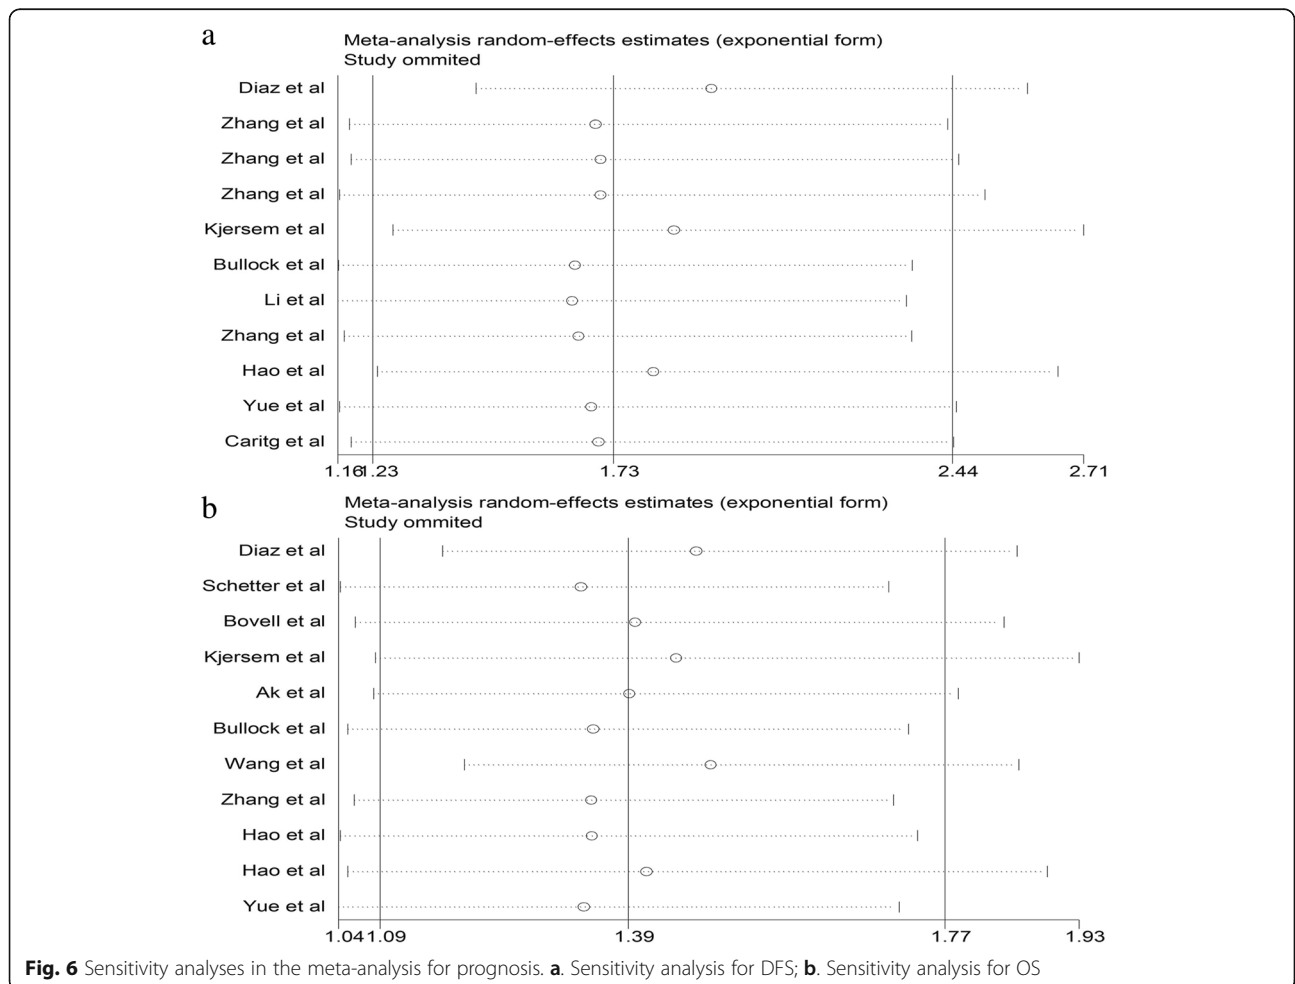 a
Meta-analysis random-effects estimates (exponential form)
Study ommited
Diaz et al
Zhang et al
Zhang et al
Zhang et al
Kjersem et al
Bullock et al
Li et al
Zhang et al
Hao et al
Yue et al
Caritg et al
1.16 1.23 1.73 2.44 2.71
b
Meta-analysis random-effects estimates (exponential form)
Study ommited
Diaz et al
Schetter et al
Bovell et al
Kjersem et al
Ak et al
Bullock et al
Wang et al
Zhang et al
Hao et al
Hao et al
Yue et al
1.04 1.09 1.39 1.77 1.93
Fig. 6 Sensitivity analyses in the meta-analysis for prognosis. a. Sensitivity analysis for DFS; b. Sensitivity analysis for OS